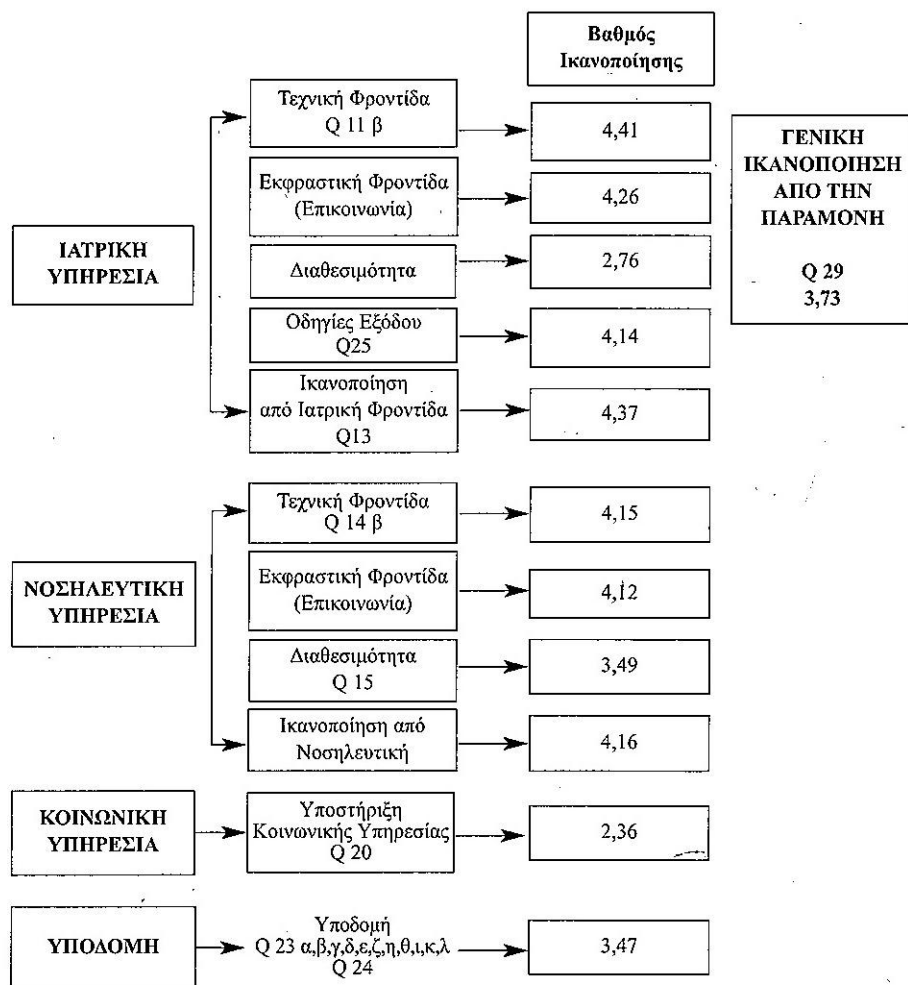 Βαθμός
Ικανοποίησης
Τεχνική Φροντίδα
Q 11 β
4,41
ΓΕΝΙΚΗ
ΙΚΑΝΟΠΟΙΗΣΗ
ΑΠΟ ΤΗΝ
ΠΑΡΑΜΟΝΗ
Q 29
3,73
Εκφραστική Φροντίδα
(Επικοινωνία)
4,26
ΙΑΤΡΙΚΗ
ΥΠΗΡΕΣΙΑ
Διαθεσιμότητα
2,76
Οδηγίες Εξόδου
Q25
4,14
Ικανοποίηση
από Ιατρική Φροντίδα
Q13
4,37
Τεχνική Φροντίδα
Q 14 β
4,15
ΝΟΣΗΛΕΥΤΙΚΗ
ΥΠΗΡΕΣΙΑ
Εκφραστική Φροντίδα
(Επικοινωνία)
4,12
Διαθεσιμότητα
Q 15
3,49
Ικανοποίηση από
Νοσηλευτική
4,16
ΚΟΙΝΩΝΙΚΗ
ΥΠΗΡΕΣΙΑ
Υποστήριξη
Κοινωνικής Υπηρεσίας
Q 20
2,36
ΥΠΟΔΟΜΗ
Υποδομή
Q 23 α,β,γ,δ,ε,ζ,η,θ,ι,κ,λ
Q 24
3,47